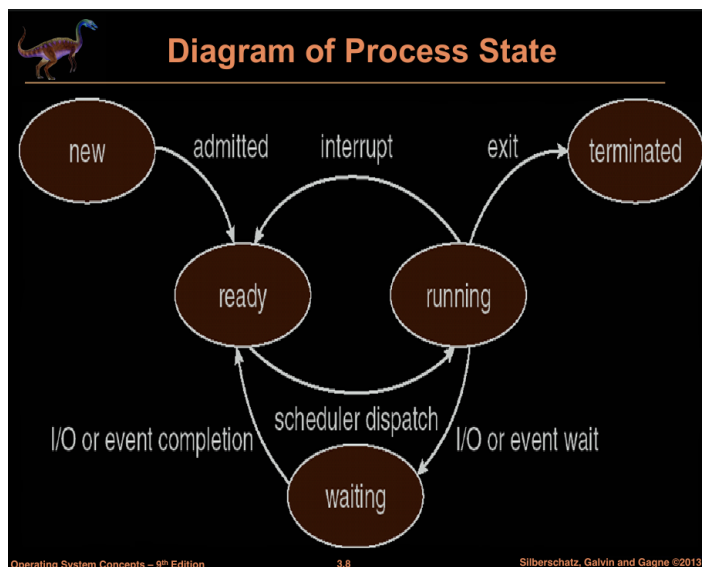 Diagram of Process State
new
admitted
interrupt
exit
terminated
ready
running
scheduler dispatch
I/O or event completion
I/O or event wait
waiting
Operating System Concepts – 9th Edition
3.8
Silberschatz, Galvin and Gagne ©2013